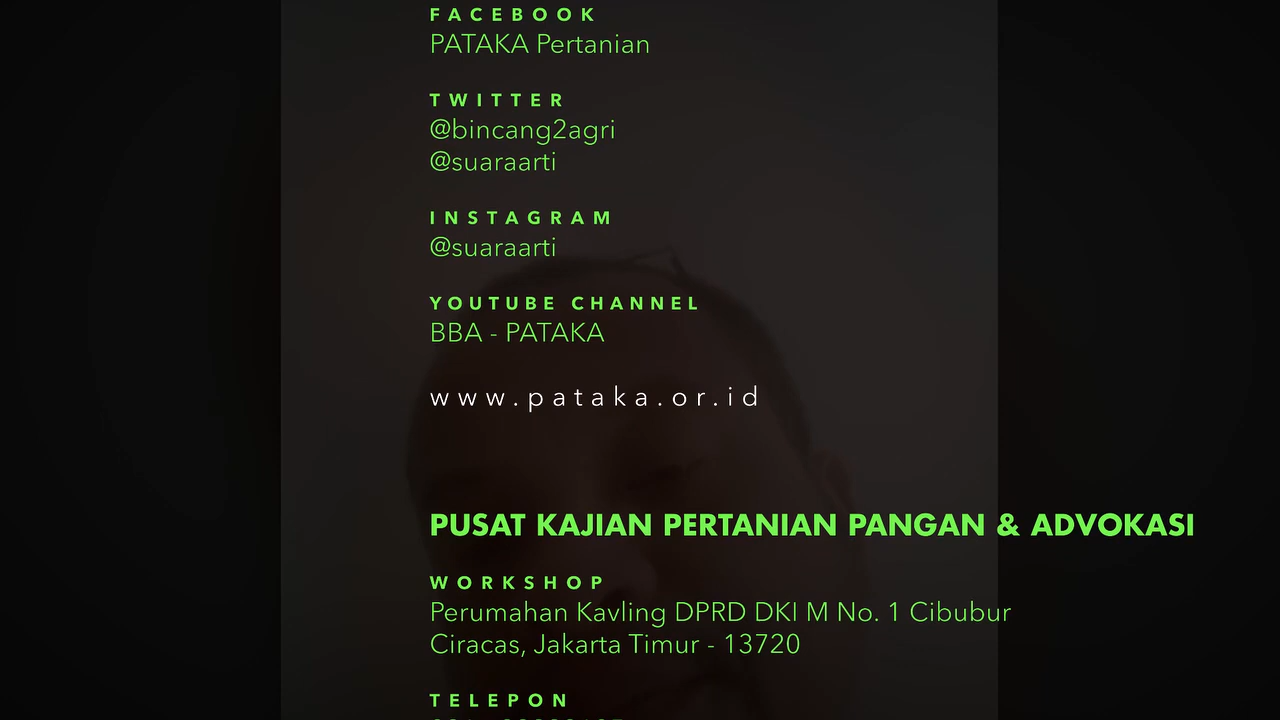 FACEBOOK
PATAKA Pertanian
TWITTER
@bincang2agri
@suaraarti
INSTAGRAM
@suaraarti
YOUTUBE CHANNEL
BBA - PATAKA
www.pataka.or.id
PUSAT KAJIAN PERTANIAN PANGAN & ADVOKASI
WORKSHOP
Perumahan Kavling DPRD DKI M No. 1 Cibubur
Ciracas, Jakarta Timur - 13720
TELEPON